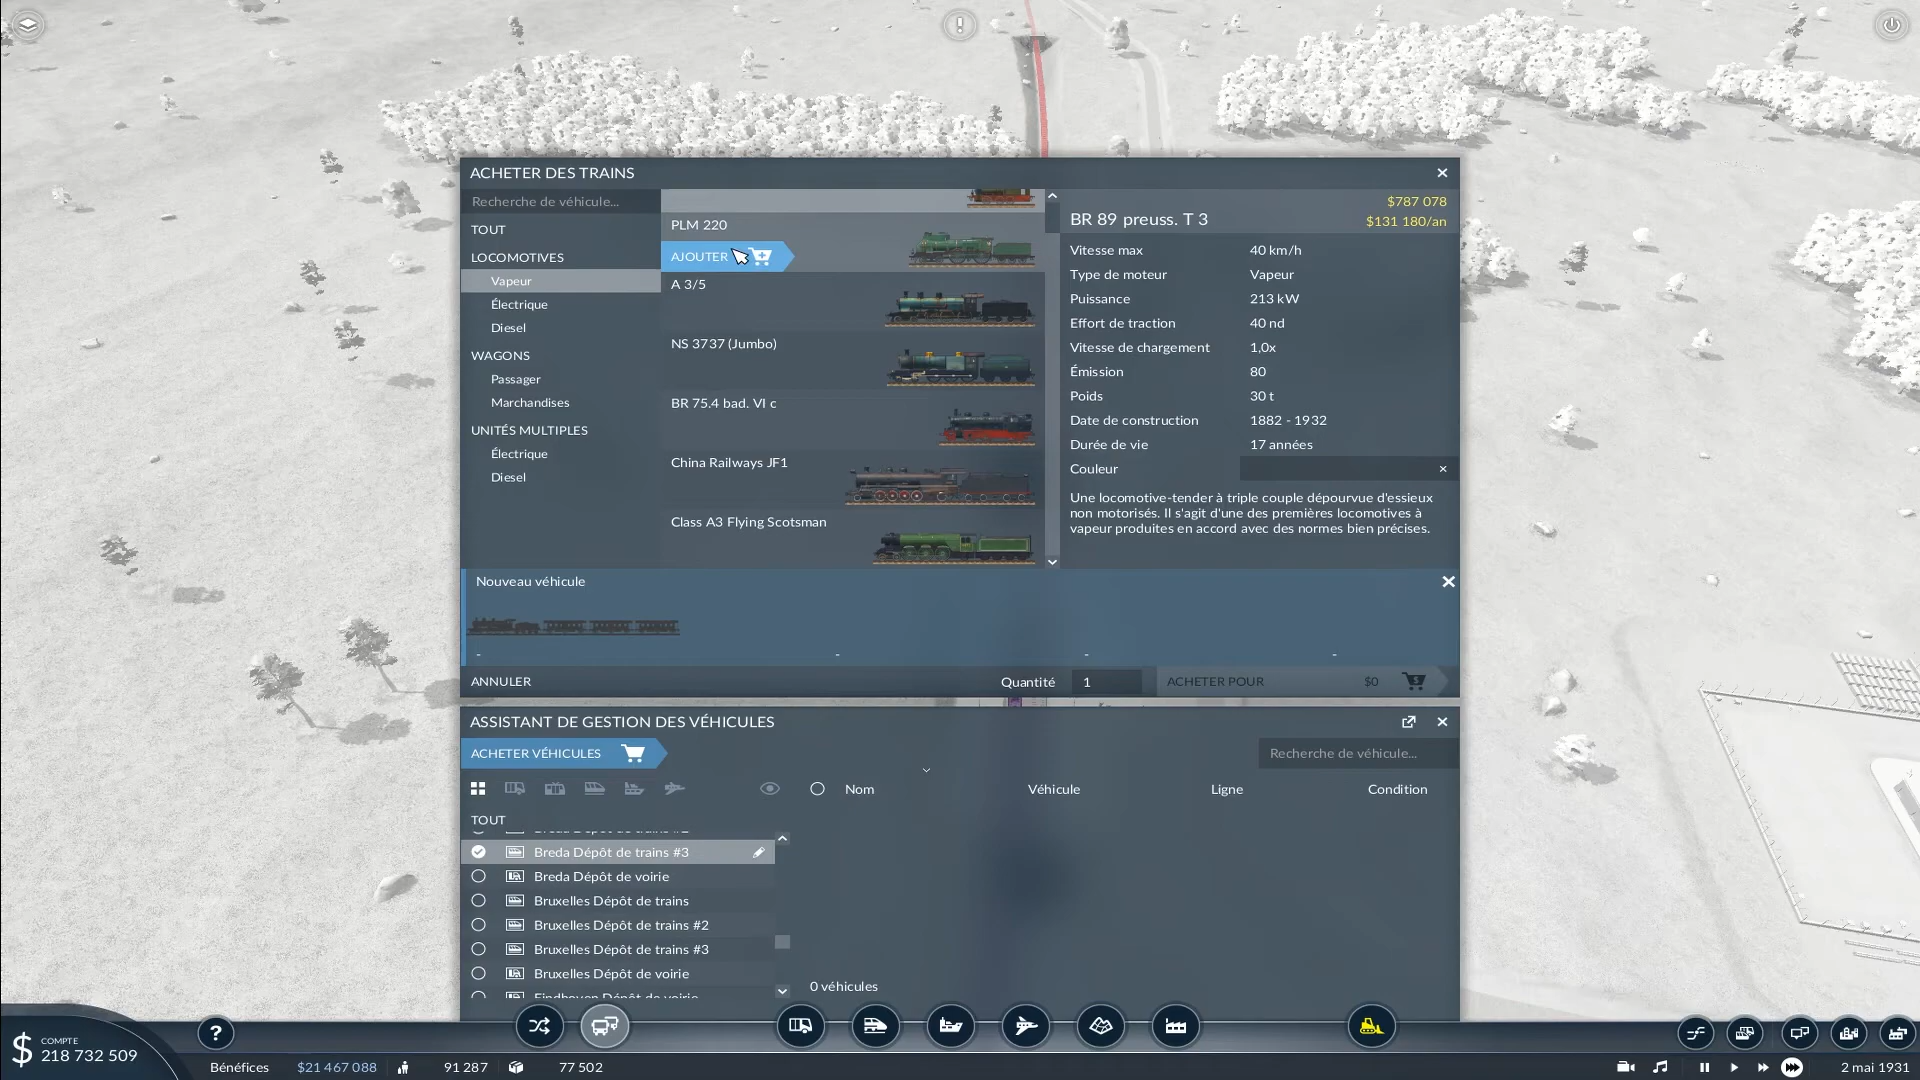 ACHETER DES TRAINS
Recherche de véhicule...
TOUT
LOCOMOTIVES
Vapeur
Électrique
Diesel
WAGONS
Passager
Marchandises
UNITÉS MULTIPLES
Électrique
Diesel
PLM 220
AJOUTER
A 3/5
NS 3737 (Jumbo)
BR 75.4 bad. VI c
China Railways JF1
Class A3 Flying Scotsman
$787 078
BR 89 preuss. T 3
$131 180/an
Vitesse max 40 km/h
Type de moteur Vapeur
Puissance 213 kW
Effort de traction 40 nd
Vitesse de chargement 1,0x
Émission 80
Poids 30 t
Date de construction 1882 - 1932
Durée de vie 17 années
Couleur
Une locomotive-tender à triple couple dépourvue d'essieux
non motorisés. Il s'agit d'une des premières locomotives à
vapeur produites en accord avec des normes bien précises.
Nouveau véhicule
- - - -
ANNULER
Quantité 1
ACHETER POUR $0
ASSISTANT DE GESTION DES VÉHICULES
ACHETER VÉHICULES
Recherche de véhicule...
Nom Véhicule Ligne Condition
TOUT
Breda Dépôt de trains #2
Breda Dépôt de trains #3
Breda Dépôt de voirie
Bruxelles Dépôt de trains
Bruxelles Dépôt de trains #2
Bruxelles Dépôt de trains #3
Bruxelles Dépôt de voirie
Eindhoven Dépôt de voirie
0 véhicules
COMPTE
$ 218 732 509
?
Bénéfices $21 467 088 91 287 77 502
2 mai 1931